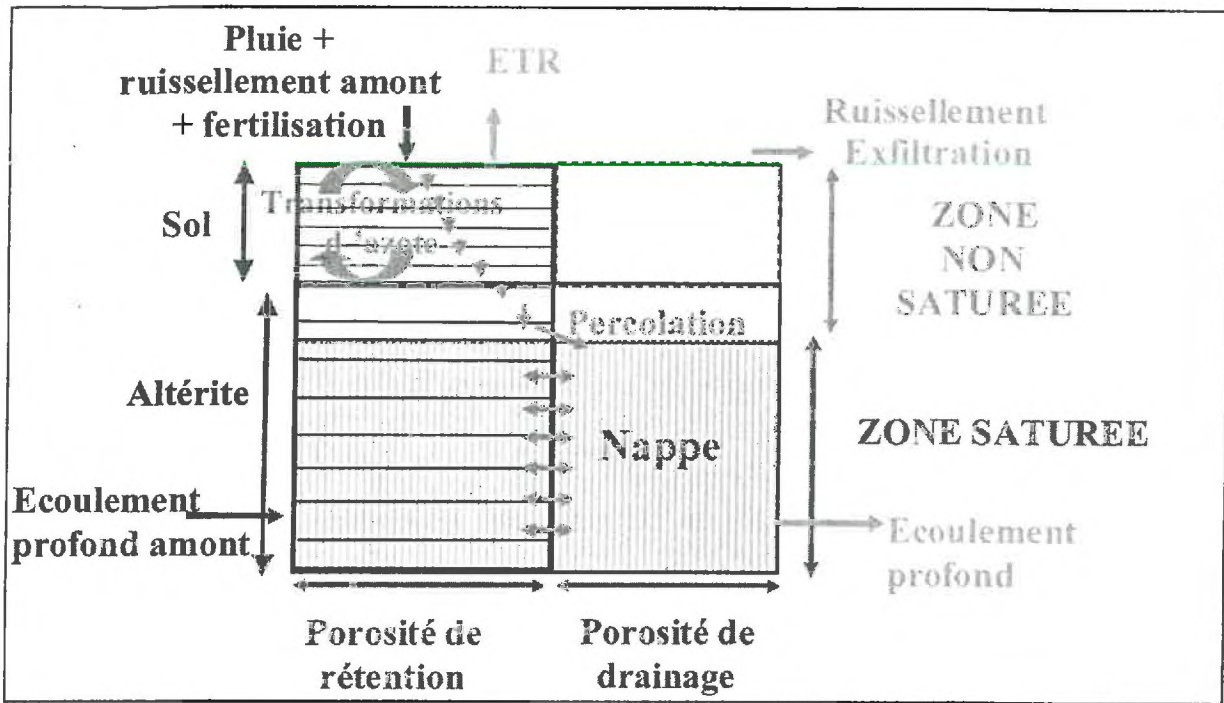 Pluie +
ruissellement amont
+ fertilisation
ETR
Ruissellement
Exfiltration
Sol
Transformations
d 'azote
ZONE
NON
SATUREE
Percolation
Altérite
Nappe
ZONE SATUREE
Ecoulement
profond amont
Ecoulement
profond
Porosité de
rétention
Porosité de
drainage